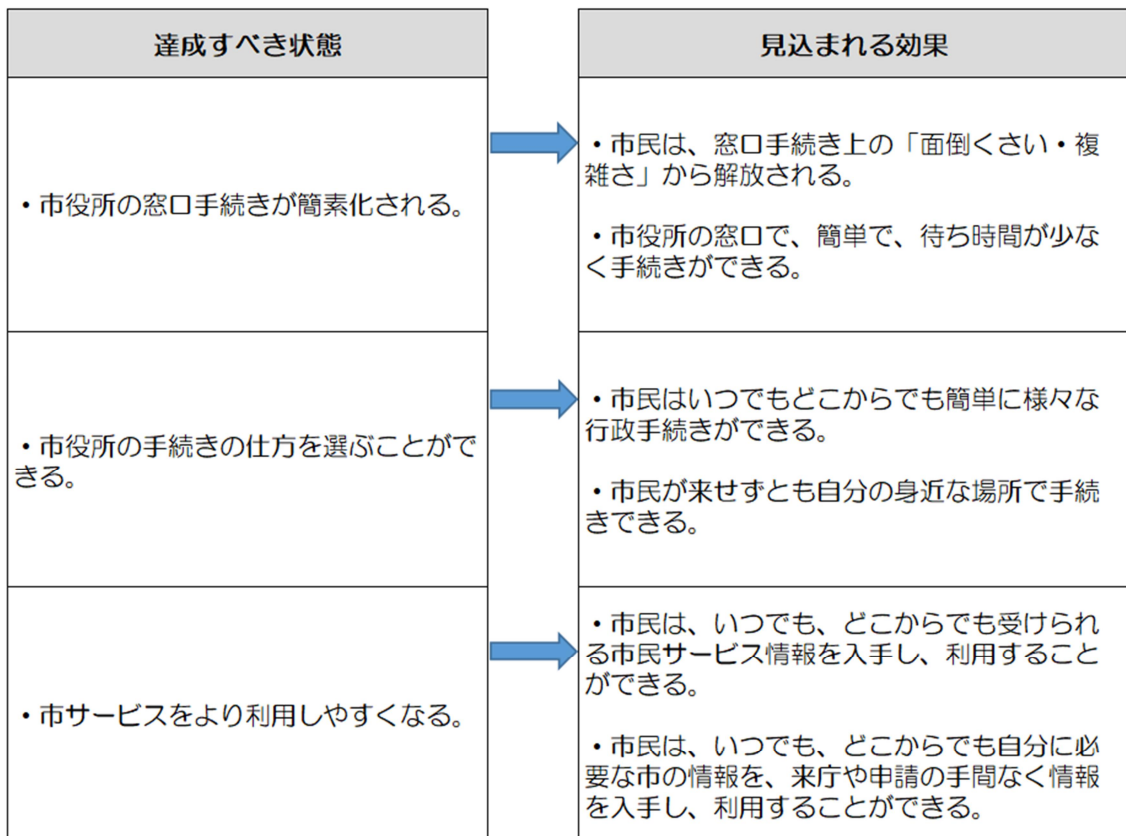 達成すべき状態
見込まれる効果
・市役所の窓口手続きが簡素化される。
・市民は、窓口手続き上の「面倒くさい・複
雑さ」から解放される。
・市役所の窓口で、簡単で、待ち時間が少な
く手続きができる。
・市役所の手続きの仕方を選ぶことがで
きる。
・市民はいつでもどこからでも簡単に様々な
行政手続きができる。
・市民が来せずとも自分の身近な場所で手続
きできる。
・市サービスをより利用しやすくなる。
・市民は、いつでも、どこからでも受けられ
る市民サービス情報を入手し、利用すること
ができる。
・市民は、いつでも、どこからでも自分に必
要な市の情報を、来庁や申請の手間なく情報
を入手し、利用することができる。